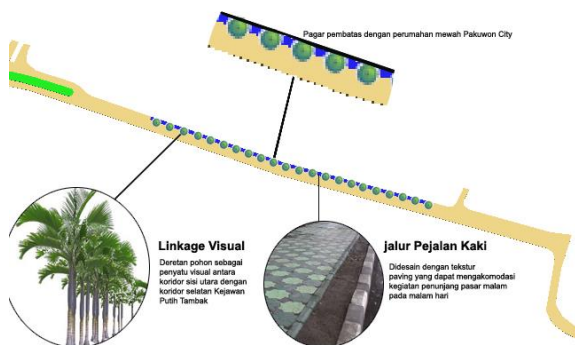 Pagar pembatas dengan perumahan mewah Pakuwon City
Linkage Visual
Deretan pohon sebagai
penyatu visual antara
koridor sisi utara dengan
koridor selatan Kejawan
Putih Tambak
jalur Pejalan Kaki
Didesain dengan tekstur
paving yang dapat mengakomodasi
kegiatan penunjang pasar malam
pada malam hari